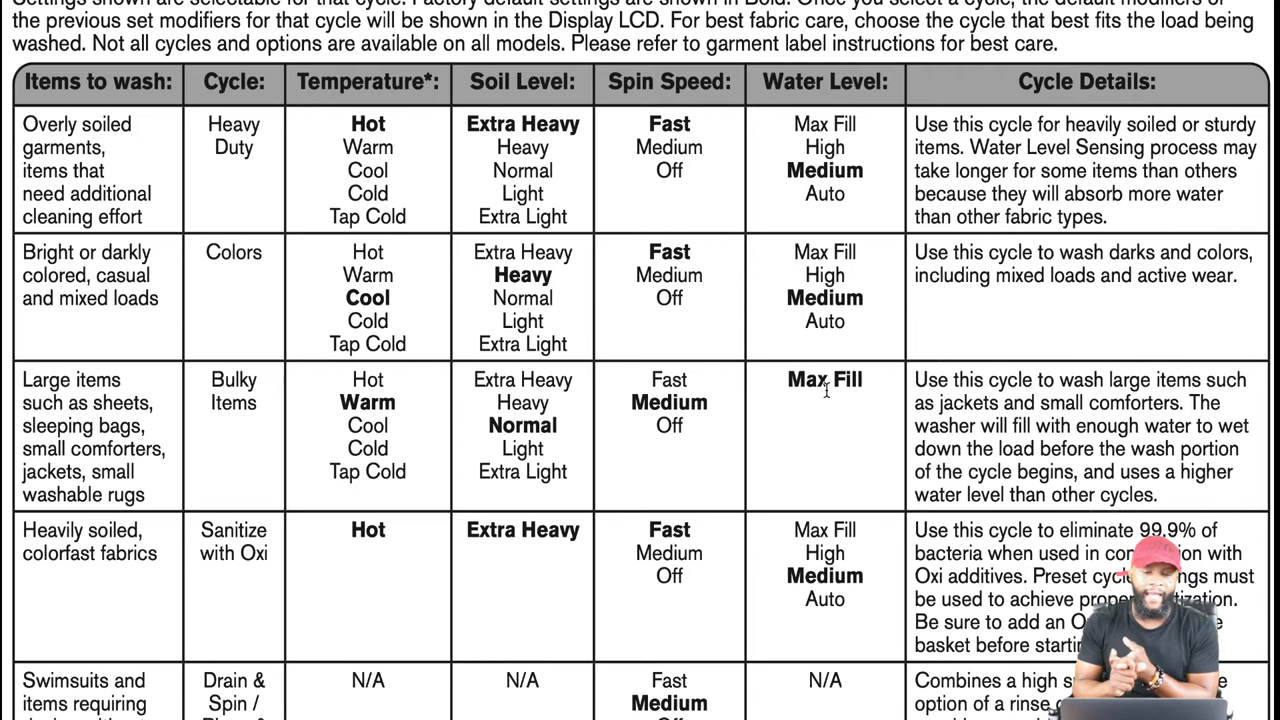 the previous set modifiers for that cycle will be shown in the Display LCD. For best fabric care, choose the cycle that best fits the load being
washed. Not all cycles and options are available on all models. Please refer to garment label instructions for best care.
Items to wash: Cycle: Temperature*: Soil Level: Spin Speed: Water Level: Cycle Details:
Overly soiled
garments,
items that
need additional
cleaning effort
Heavy
Duty
Hot
Warm
Cool
Cold
Tap Cold
Extra Heavy
Heavy
Normal
Light
Extra Light
Fast
Medium
Off
Max Fill
High
Medium
Auto
Use this cycle for heavily soiled or sturdy
items. Water Level Sensing process may
take longer for some items than others
because they will absorb more water
than other fabric types.
Bright or darkly
colored, casual
and mixed loads
Colors
Hot
Warm
Cool
Cold
Tap Cold
Extra Heavy
Heavy
Normal
Light
Extra Light
Fast
Medium
Off
Max Fill
High
Medium
Auto
Use this cycle to wash darks and colors,
including mixed loads and active wear.
Large items
such as sheets,
sleeping bags,
small comforters,
jackets, small
washable rugs
Bulky
Items
Hot
Warm
Cool
Cold
Tap Cold
Extra Heavy
Heavy
Normal
Light
Extra Light
Fast
Medium
Off
Max Fill
Use this cycle to wash large items such
as jackets and small comforters. The
washer will fill with enough water to wet
down the load before the wash portion
of the cycle begins, and uses a higher
water level than other cycles.
Heavily soiled,
colorfast fabrics
Sanitize
with Oxi
Hot
Extra Heavy
Fast
Medium
Off
Max Fill
High
Medium
Auto
Use this cycle to eliminate 99.9% of
bacteria when used in with
Oxi additives. Preset must
be used to achieve
Be sure to add an
basket before
Swimsuits and
items requiring
Drain &
Spin /
N/A
N/A
Fast
Medium
N/A
Combines a high
option of a rinse